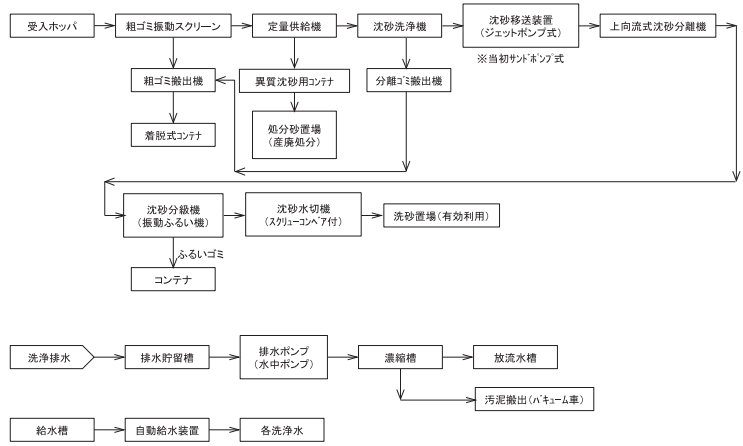 受入ホッパ
粗ゴミ振動スクリーン
定量供給機
沈砂洗浄機
沈砂移送装置
(ジェットポンプ式)
上向流式沈砂分離機
※当初サンドポンプ式
粗ゴミ搬出機
異質沈砂用コンテナ
分離ゴミ搬出機
着脱式コンテナ
処分砂置場
(産廃処分)
沈砂分級機
(振動ふるい機)
沈砂水切機
(スクリューコンベア付)
洗砂置場(有効利用)
ふるいゴミ
コンテナ
洗浄排水
排水貯留槽
排水ポンプ
(水中ポンプ)
濃縮槽
放流水槽
汚泥搬出(バキューム車)
給水槽
自動給水装置
各洗浄水